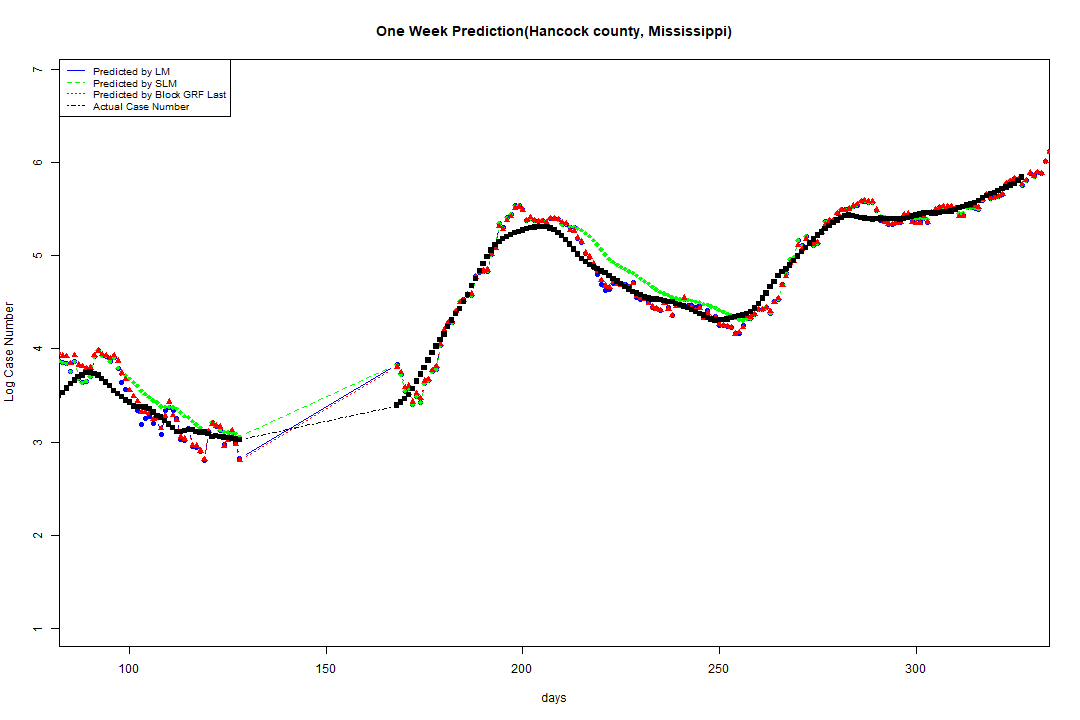 One Week Prediction(Hancock county, Mississippi)
Predicted by LM
Predicted by SLM
Predicted by Block GRF Last
Actual Case Number
7
6
5
4
3
2
1
Log Case Number
100 150 200 250 300
days